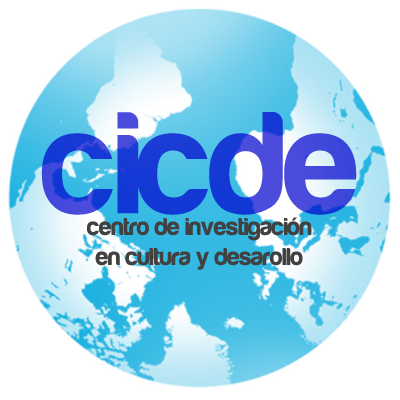 cicde
centro de investigación
en cultura y desarollo